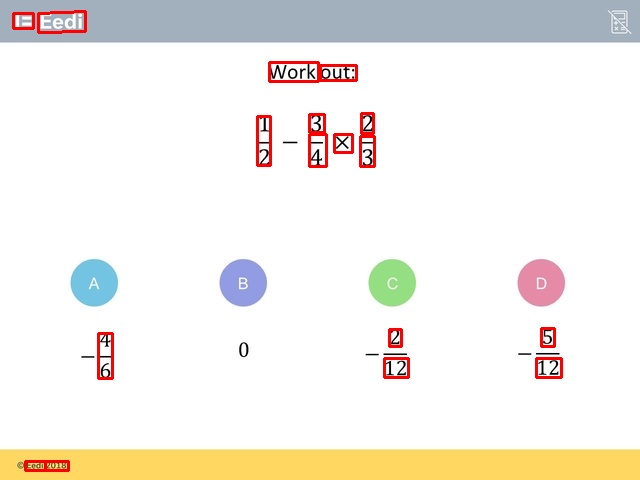 Eedi
Work out:
1/2 − 3/4 × 2/3
A B C D
−4/6 0 −2/12 −5/12
© Eedi 2018